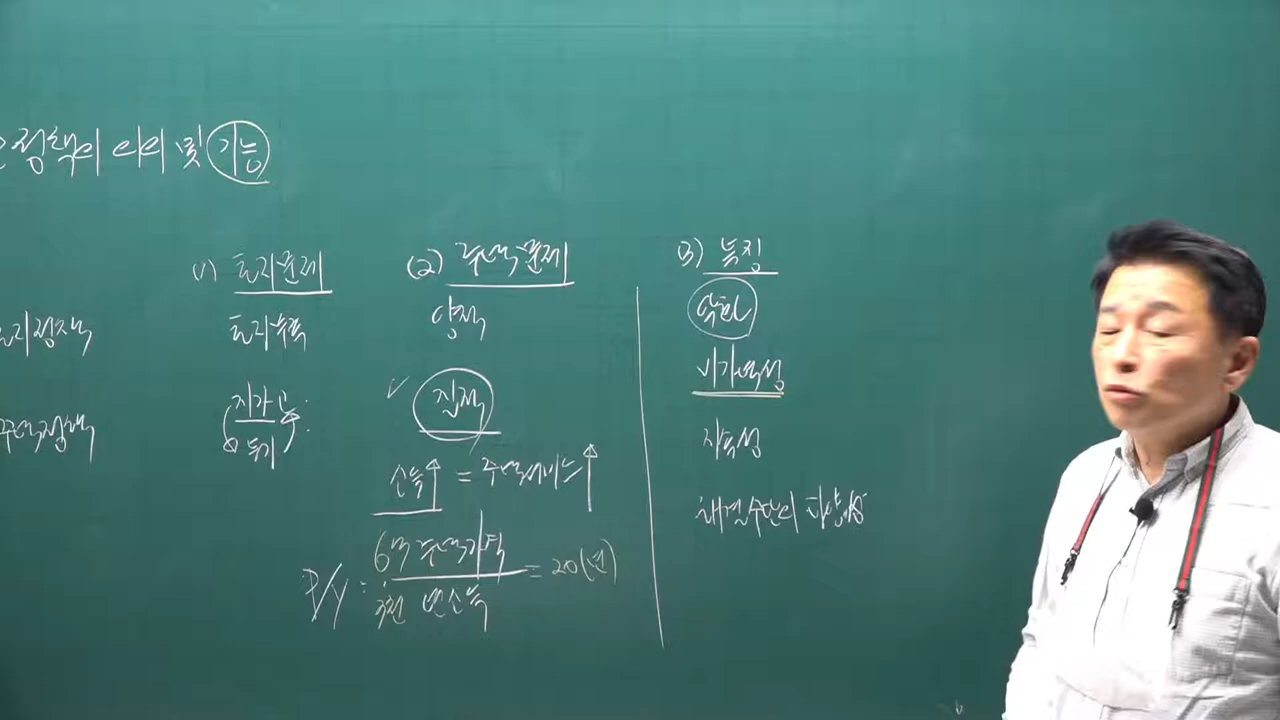 정책의 의의 및 기능
토지정책
주택정책
(1) 토지문제
토지부족
지가고
투기
(2) 주택문제
양적
✓ 질적
소득↑ = 주택서비스↑
P/Y : 6억 주택가격 / 3천 연소득 = 20(년)
3) 특징
악화
비가역성
지속성
해결수단의 다양성